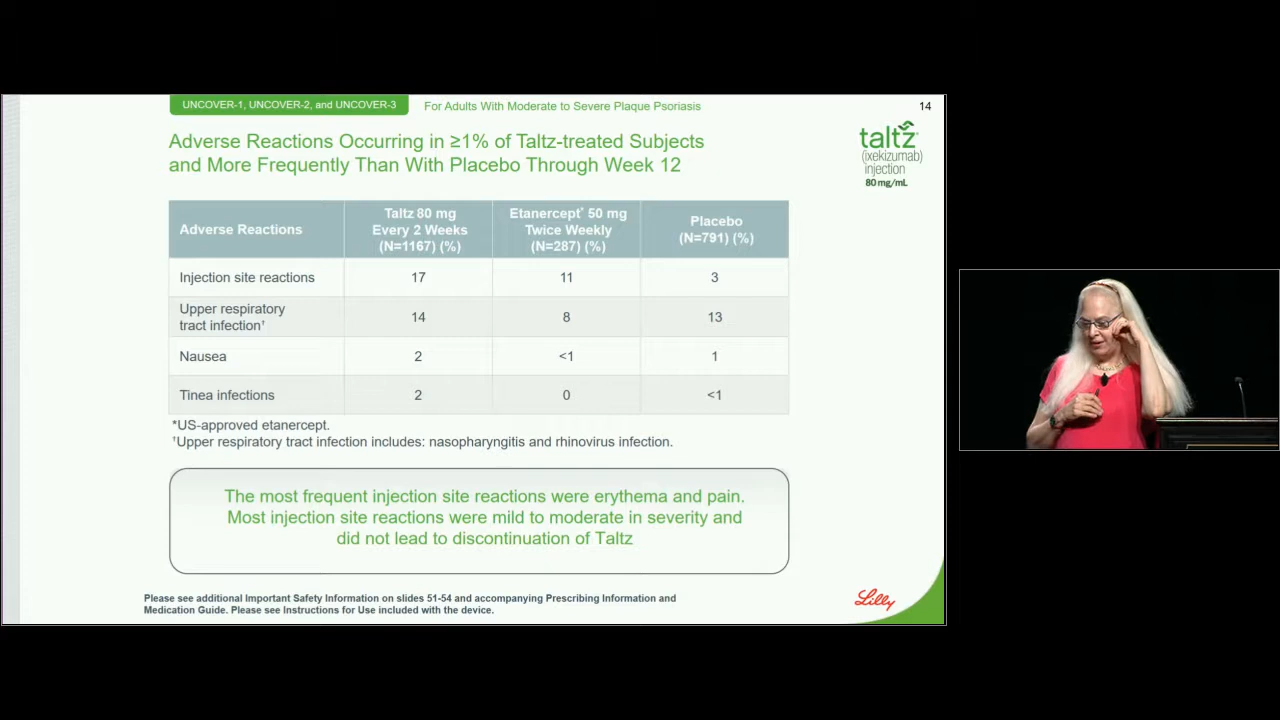 UNCOVER-1, UNCOVER-2, and UNCOVER-3
For Adults With Moderate to Severe Plaque Psoriasis
14
Adverse Reactions Occurring in ≥1% of Taltz-treated Subjects
and More Frequently Than With Placebo Through Week 12
taltz
(ixekizumab)
injection
80 mg/mL
Adverse Reactions
Taltz 80 mg
Every 2 Weeks
(N=1167) (%)
Etanercept* 50 mg
Twice Weekly
(N=287) (%)
Placebo
(N=791) (%)
Injection site reactions
17
11
3
Upper respiratory
tract infection†
14
8
13
Nausea
2
<1
1
Tinea infections
2
0
<1
*US-approved etanercept.
†Upper respiratory tract infection includes: nasopharyngitis and rhinovirus infection.
The most frequent injection site reactions were erythema and pain.
Most injection site reactions were mild to moderate in severity and
did not lead to discontinuation of Taltz
Please see additional Important Safety Information on slides 51-54 and accompanying Prescribing Information and
Medication Guide. Please see Instructions for Use included with the device.
Lilly